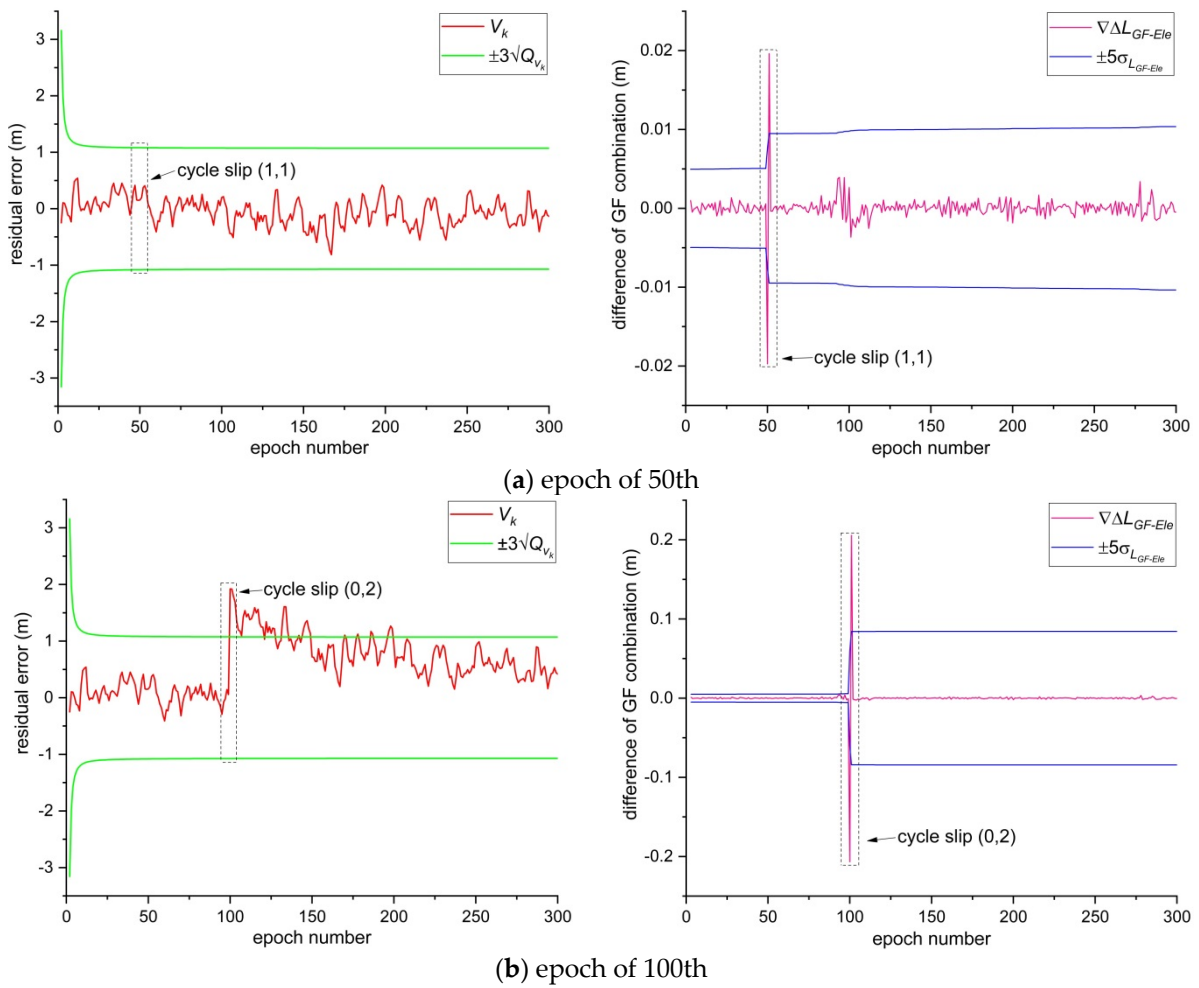 V_k
±3√Q_{v_k}
residual error (m)
3
2
1
0
-1
-2
-3
cycle slip (1,1)
0 50 100 150 200 250 300
epoch number
∇ΔL_{GF-Ele}
±5σ_{L_{GF-Ele}}
difference of GF combination (m)
0.02
0.01
0.00
-0.01
-0.02
cycle slip (1,1)
0 50 100 150 200 250 300
epoch number
(a) epoch of 50th
V_k
±3√Q_{v_k}
residual error (m)
3
2
1
0
-1
-2
-3
cycle slip (0,2)
0 50 100 150 200 250 300
epoch number
∇ΔL_{GF-Ele}
±5σ_{L_{GF-Ele}}
difference of GF combination (m)
0.2
0.1
0.0
-0.1
-0.2
cycle slip (0,2)
0 50 100 150 200 250 300
epoch number
(b) epoch of 100th